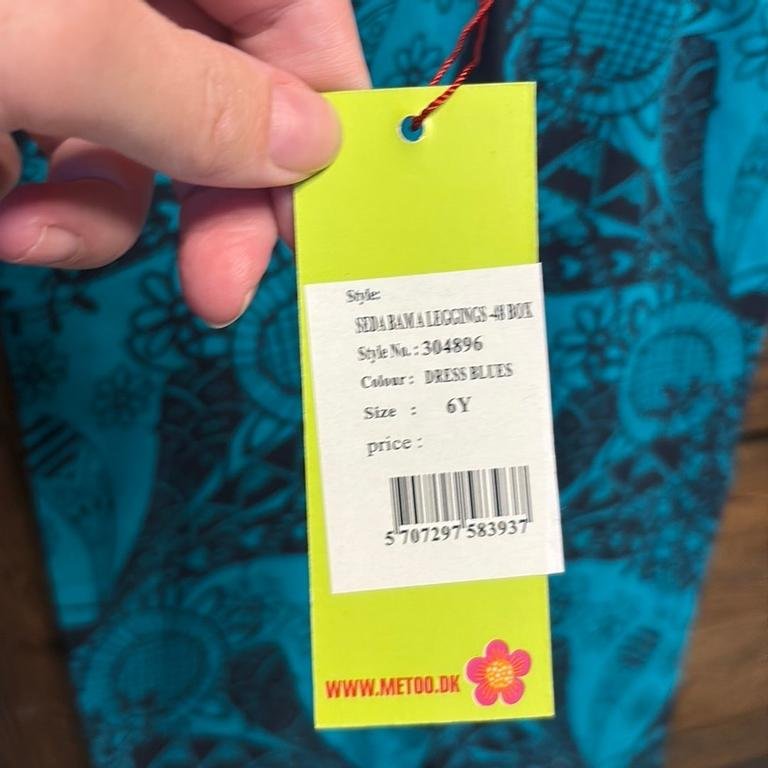 Style:
SEDA BAMA LEGGINGS -48 BOX
Style No. : 304896
Colour : DRESS BLUES
Size : 6Y
price :
5 707297 583937
WWW.METOO.DK